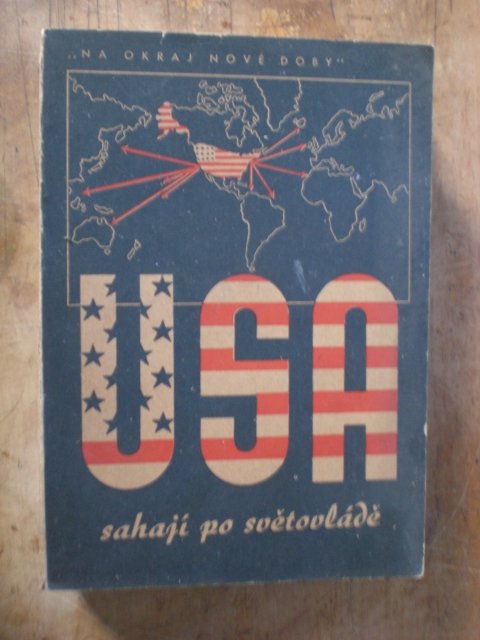 „NA OKRAJ NOVÉ DOBY"
USA
sahají po světovládě